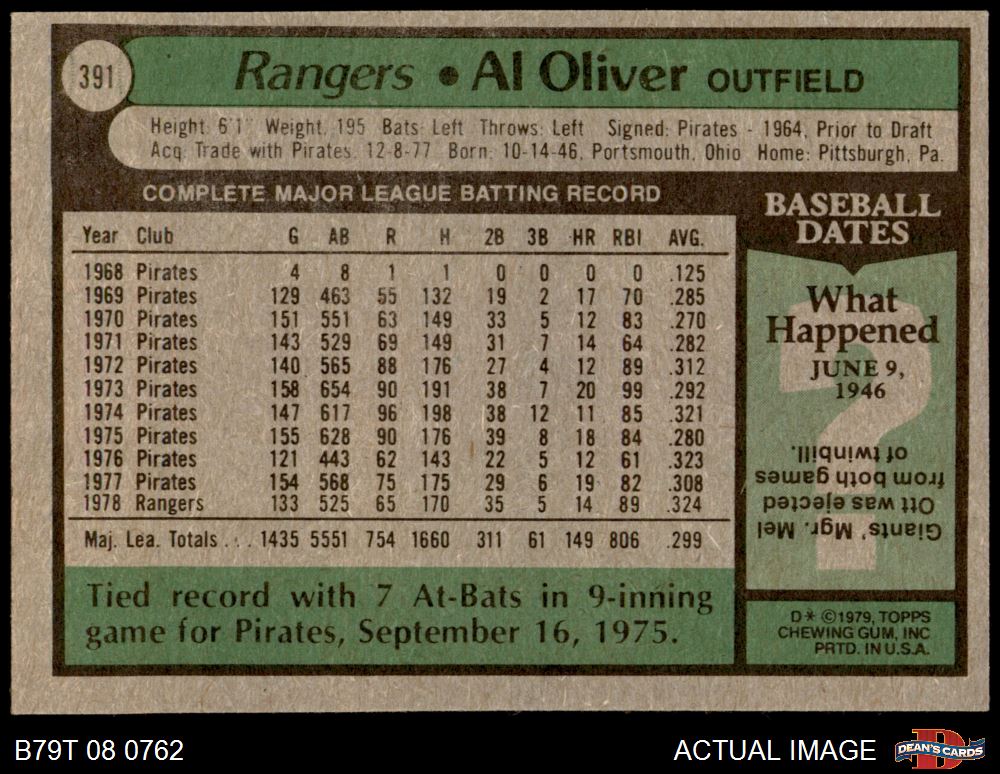 391
Rangers • Al Oliver OUTFIELD
Height: 6'1" Weight: 195 Bats: Left Throws: Left Signed: Pirates - 1964, Prior to Draft
Acq: Trade with Pirates, 12-8-77 Born: 10-14-46, Portsmouth, Ohio Home: Pittsburgh, Pa.
COMPLETE MAJOR LEAGUE BATTING RECORD
Year Club G AB R H 2B 3B HR RBI AVG.
1968 Pirates 4 8 1 1 0 0 0 0 .125
1969 Pirates 129 463 55 132 19 2 17 70 .285
1970 Pirates 151 551 63 149 33 5 12 83 .270
1971 Pirates 143 529 69 149 31 7 14 64 .282
1972 Pirates 140 565 88 176 27 4 12 89 .312
1973 Pirates 158 654 90 191 38 7 20 99 .292
1974 Pirates 147 617 96 198 38 12 11 85 .321
1975 Pirates 155 628 90 176 39 8 18 84 .280
1976 Pirates 121 443 62 143 22 5 12 61 .323
1977 Pirates 154 568 75 175 29 6 19 82 .308
1978 Rangers 133 525 65 170 35 5 14 89 .324
Maj. Lea. Totals . . . 1435 5551 754 1660 311 61 149 806 .299
Tied record with 7 At-Bats in 9-inning
game for Pirates, September 16, 1975.
BASEBALL
DATES
What
Happened
JUNE 9,
1946
?
Giants' Mgr. Mel
Ott was ejected
from both games
of twinbill.
D* ©1979, TOPPS
CHEWING GUM, INC
PRTD. IN U.S.A.
B79T 08 0762
ACTUAL IMAGE
D
DEAN'S CARDS